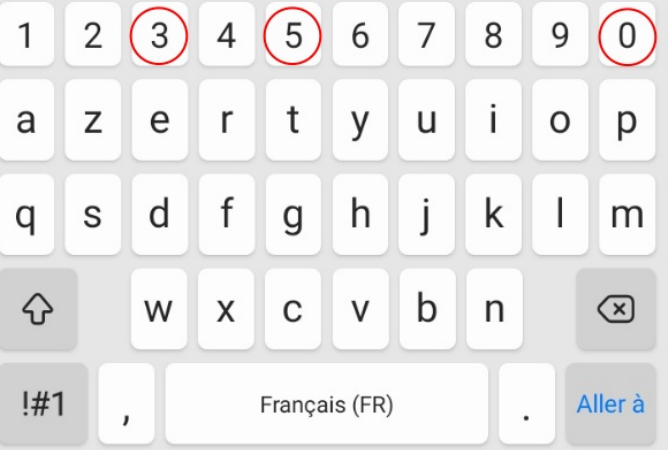 1 2 3 4 5 6 7 8 9 0
a z e r t y u i o p
q s d f g h j k l m
w x c v b n
!#1 , Français (FR) . Aller à